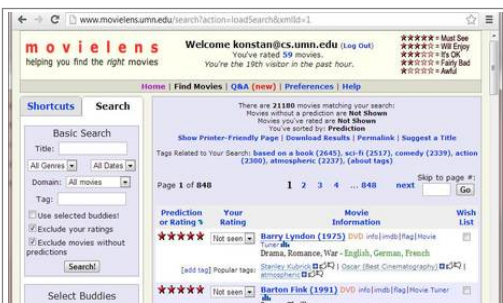 www.movielens.umn.edu/search?action=loadSearch&xmlId=1
movielens
helping you find the right movies
Welcome konstan@cs.umn.edu (Log Out)
You've rated 59 movies.
You're the 19th visitor in the past hour.
★★★★★ = Must See
★★★★☆ = Will Enjoy
★★★☆☆ = It's OK
★★☆☆☆ = Fairly Bad
★☆☆☆☆ = Awful
Home | Find Movies | Q&A (new) | Preferences | Help
Shortcuts Search
Basic Search
Title:
All Genres All Dates
Domain: All movies
Tag:
Use selected buddies!
Exclude your ratings
Exclude movies without predictions
Search!
Select Buddies
There are 21180 movies matching your search:
Movies without a prediction are Not Shown
Movies you've rated are Not Shown
You've sorted by: Prediction
Show Printer-Friendly Page | Download Results | Permalink | Suggest a Title
Tags Related to Your Search: based on a book (2645), sci-fi (2517), comedy (2339), action
(2300), atmospheric (2237), (about tags)
Page 1 of 848 1 2 3 4 ... 848 next
Skip to page #:
Go
Prediction or Rating Your Rating Movie Information Wish List
★★★★★ Not seen Barry Lyndon (1975) DVD info|imdb|flag|Movie
Tuner
Drama, Romance, War - English, German, French
[add tag] Popular tags: Stanley Kubrick | Oscar (Best Cinematography)
★★★★★ Not seen Barton Fink (1991) DVD info|imdb|flag|Movie
Tuner